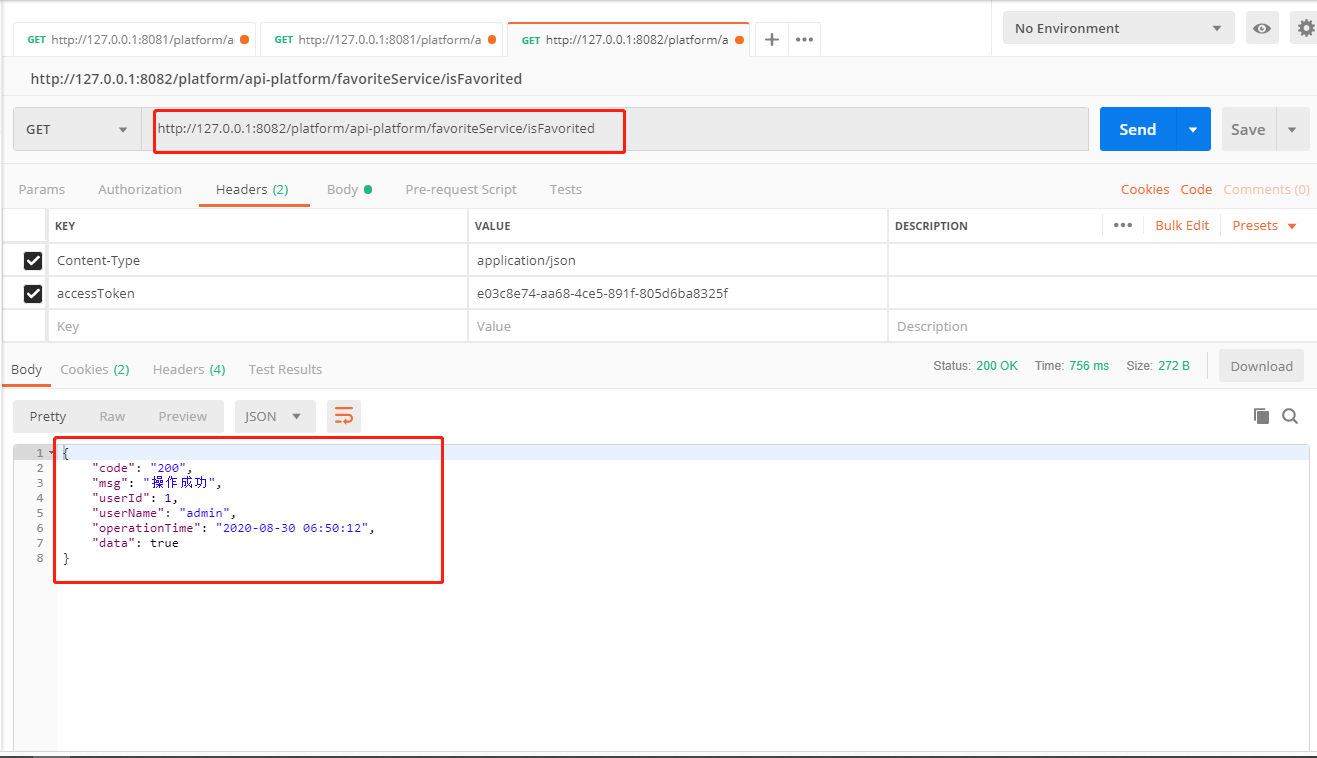 GET http://127.0.0.1:8081/platform/a GET http://127.0.0.1:8081/platform/a GET http://127.0.0.1:8082/platform/a + ••• No Environment
http://127.0.0.1:8082/platform/api-platform/favoriteService/isFavorited
GET http://127.0.0.1:8082/platform/api-platform/favoriteService/isFavorited Send Save
Params Authorization Headers (2) Body Pre-request Script Tests Cookies Code Comments (0)
KEY VALUE DESCRIPTION ••• Bulk Edit Presets
Content-Type application/json
accessToken e03c8e74-aa68-4ce5-891f-805d6ba8325f
Key Value Description
Body Cookies (2) Headers (4) Test Results Status: 200 OK Time: 756 ms Size: 272 B Download
Pretty Raw Preview JSON
1 {
2 "code": "200",
3 "msg": "操作成功",
4 "userId": 1,
5 "userName": "admin",
6 "operationTime": "2020-08-30 06:50:12",
7 "data": true
8 }